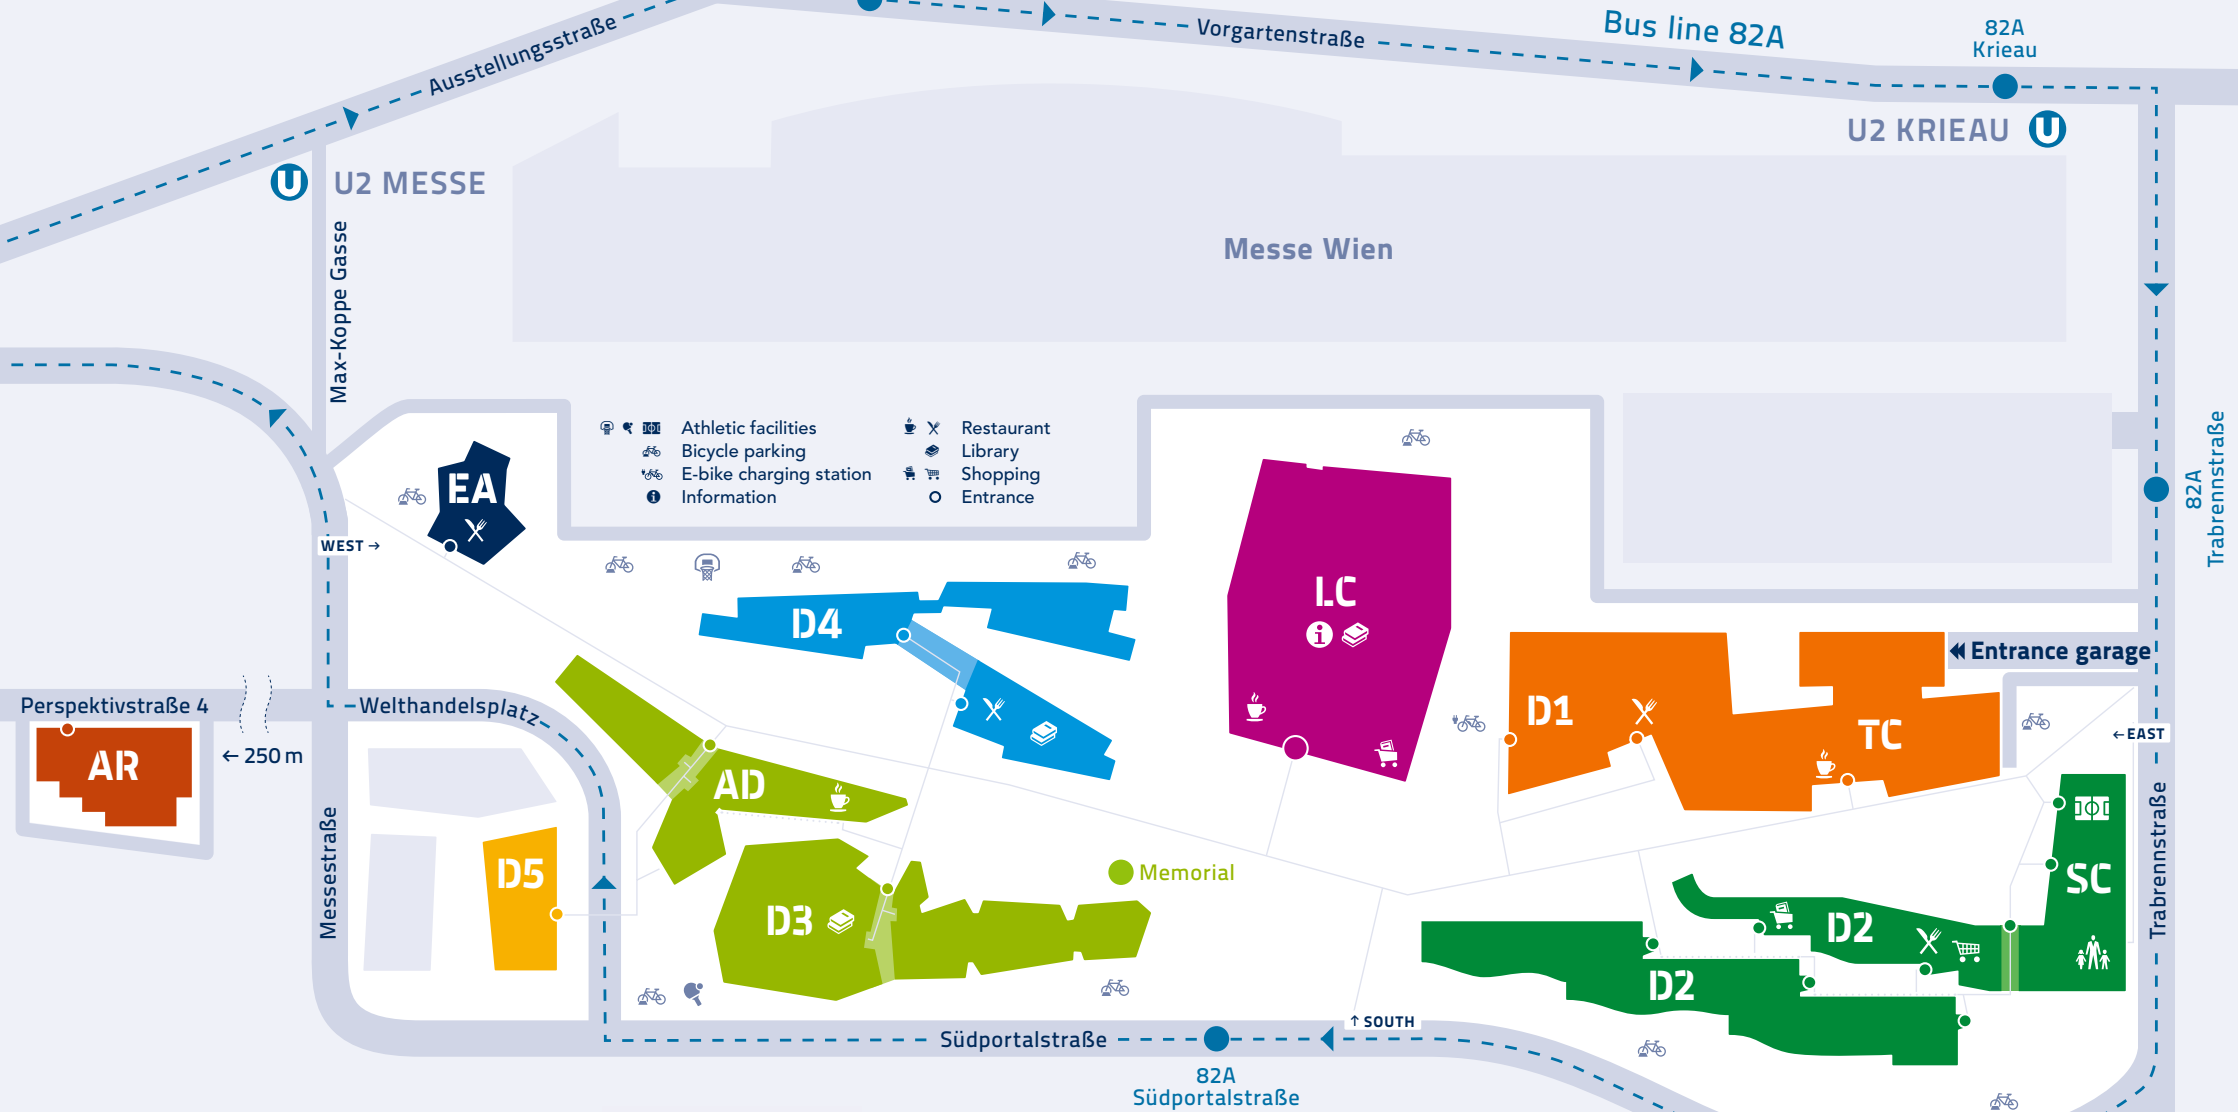 Ausstellungsstraße
Vorgartenstraße
Bus line 82A
82A
Krieau
U2 KRIEAU
U
U
U2 MESSE
Max-Koppe Gasse
Messe Wien
Athletic facilities
Bicycle parking
E-bike charging station
i Information
Restaurant
Library
Shopping
Entrance
EA
WEST →
82A
Trabrennstraße
LC
i
D4
Entrance garage
D1
TC
← EAST
Perspektivstraße 4
Welthandelsplatz
← 250 m
AR
AD
D5
Messestraße
Memorial
D3
SC
D2
D2
Trabrennstraße
↑ SOUTH
Südportalstraße
82A
Südportalstraße